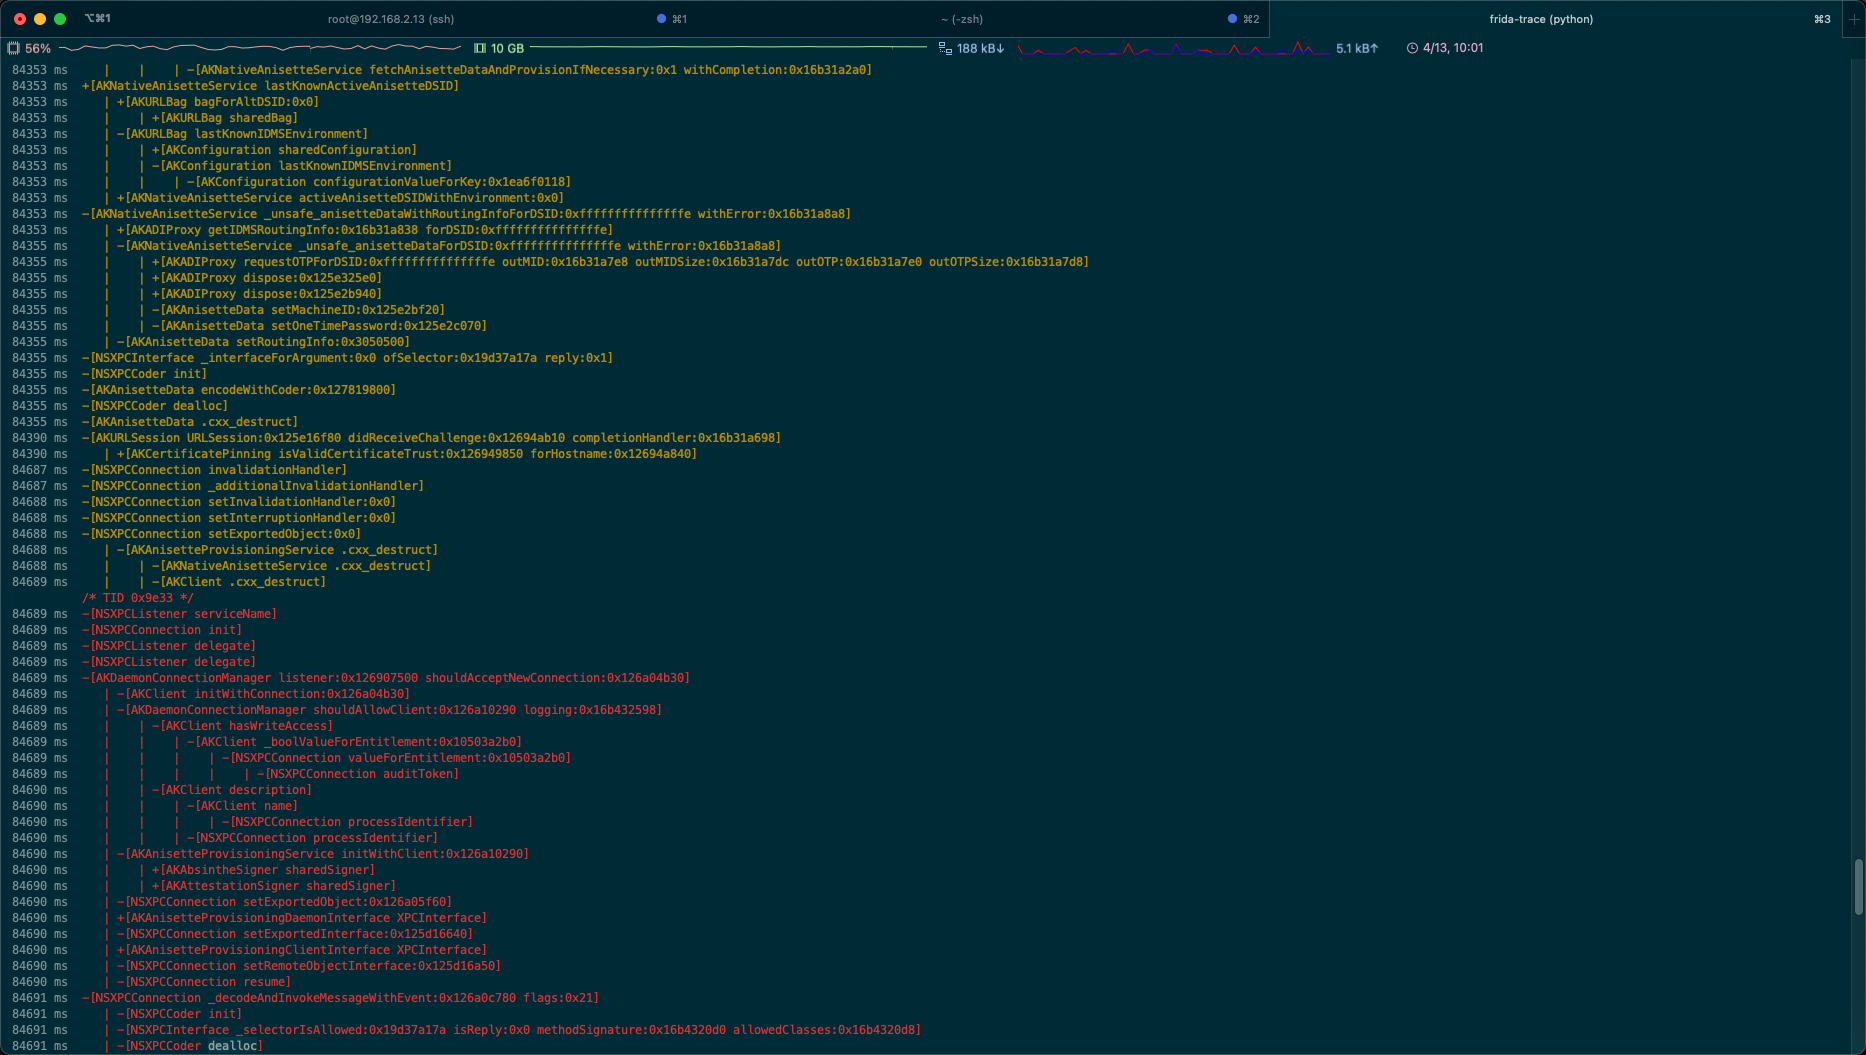 ⌥⌘1 root@192.168.2.13 (ssh) ⌘1 ~ (-zsh) ⌘2 frida-trace (python) ⌘3 +
56% 10 GB 188 kB↓ 5.1 kB↑ 4/13, 10:01
84353 ms | | | -[AKNativeAnisetteService fetchAnisetteDataAndProvisionIfNecessary:0x1 withCompletion:0x16b31a2a0]
84353 ms +[AKNativeAnisetteService lastKnownActiveAnisetteDSID]
84353 ms | +[AKURLBag bagForAltDSID:0x0]
84353 ms | | +[AKURLBag sharedBag]
84353 ms | -[AKURLBag lastKnownIDMSEnvironment]
84353 ms | | +[AKConfiguration sharedConfiguration]
84353 ms | | -[AKConfiguration lastKnownIDMSEnvironment]
84353 ms | | | -[AKConfiguration configurationValueForKey:0x1ea6f0118]
84353 ms | +[AKNativeAnisetteService activeAnisetteDSIDWithEnvironment:0x0]
84353 ms -[AKNativeAnisetteService _unsafe_anisetteDataWithRoutingInfoForDSID:0xfffffffffffffffe withError:0x16b31a8a8]
84353 ms | +[AKADIProxy getIDMSRoutingInfo:0x16b31a838 forDSID:0xfffffffffffffffe]
84355 ms | -[AKNativeAnisetteService _unsafe_anisetteDataForDSID:0xfffffffffffffffe withError:0x16b31a8a8]
84355 ms | | +[AKADIProxy requestOTPForDSID:0xfffffffffffffffe outMID:0x16b31a7e8 outMIDSize:0x16b31a7dc outOTP:0x16b31a7e0 outOTPSize:0x16b31a7d8]
84355 ms | | +[AKADIProxy dispose:0x125e325e0]
84355 ms | | +[AKADIProxy dispose:0x125e2b940]
84355 ms | | -[AKAnisetteData setMachineID:0x125e2bf20]
84355 ms | | -[AKAnisetteData setOneTimePassword:0x125e2c070]
84355 ms | -[AKAnisetteData setRoutingInfo:0x3050500]
84355 ms -[NSXPCInterface _interfaceForArgument:0x0 ofSelector:0x19d37a17a reply:0x1]
84355 ms -[NSXPCCoder init]
84355 ms -[AKAnisetteData encodeWithCoder:0x127819800]
84355 ms -[NSXPCCoder dealloc]
84355 ms -[AKAnisetteData .cxx_destruct]
84390 ms -[AKURLSession URLSession:0x125e16f80 didReceiveChallenge:0x12694ab10 completionHandler:0x16b31a698]
84390 ms | +[AKCertificatePinning isValidCertificateTrust:0x126949850 forHostname:0x12694a840]
84687 ms -[NSXPCConnection invalidationHandler]
84687 ms -[NSXPCConnection _additionalInvalidationHandler]
84688 ms -[NSXPCConnection setInvalidationHandler:0x0]
84688 ms -[NSXPCConnection setInterruptionHandler:0x0]
84688 ms -[NSXPCConnection setExportedObject:0x0]
84688 ms | -[AKAnisetteProvisioningService .cxx_destruct]
84688 ms | | -[AKNativeAnisetteService .cxx_destruct]
84689 ms | | -[AKClient .cxx_destruct]
/* TID 0x9e33 */
84689 ms -[NSXPCListener serviceName]
84689 ms -[NSXPCConnection init]
84689 ms -[NSXPCListener delegate]
84689 ms -[NSXPCListener delegate]
84689 ms -[AKDaemonConnectionManager listener:0x126907500 shouldAcceptNewConnection:0x126a04b30]
84689 ms | -[AKClient initWithConnection:0x126a04b30]
84689 ms | -[AKDaemonConnectionManager shouldAllowClient:0x126a10290 logging:0x16b432598]
84689 ms | | -[AKClient hasWriteAccess]
84689 ms | | | -[AKClient _boolValueForEntitlement:0x10503a2b0]
84689 ms | | | | -[NSXPCConnection valueForEntitlement:0x10503a2b0]
84689 ms | | | | | -[NSXPCConnection auditToken]
84690 ms | | -[AKClient description]
84690 ms | | | -[AKClient name]
84690 ms | | | | -[NSXPCConnection processIdentifier]
84690 ms | | | -[NSXPCConnection processIdentifier]
84690 ms | -[AKAnisetteProvisioningService initWithClient:0x126a10290]
84690 ms | | +[AKAbsintheSigner sharedSigner]
84690 ms | | +[AKAttestationSigner sharedSigner]
84690 ms | -[NSXPCConnection setExportedObject:0x126a05f60]
84690 ms | +[AKAnisetteProvisioningDaemonInterface XPCInterface]
84690 ms | -[NSXPCConnection setExportedInterface:0x125d16640]
84690 ms | +[AKAnisetteProvisioningClientInterface XPCInterface]
84690 ms | -[NSXPCConnection setRemoteObjectInterface:0x125d16a50]
84690 ms | -[NSXPCConnection resume]
84691 ms -[NSXPCConnection _decodeAndInvokeMessageWithEvent:0x126a0c780 flags:0x21]
84691 ms | -[NSXPCCoder init]
84691 ms | -[NSXPCInterface _selectorIsAllowed:0x19d37a17a isReply:0x0 methodSignature:0x16b4320d0 allowedClasses:0x16b4320d8]
84691 ms | -[NSXPCCoder dealloc]